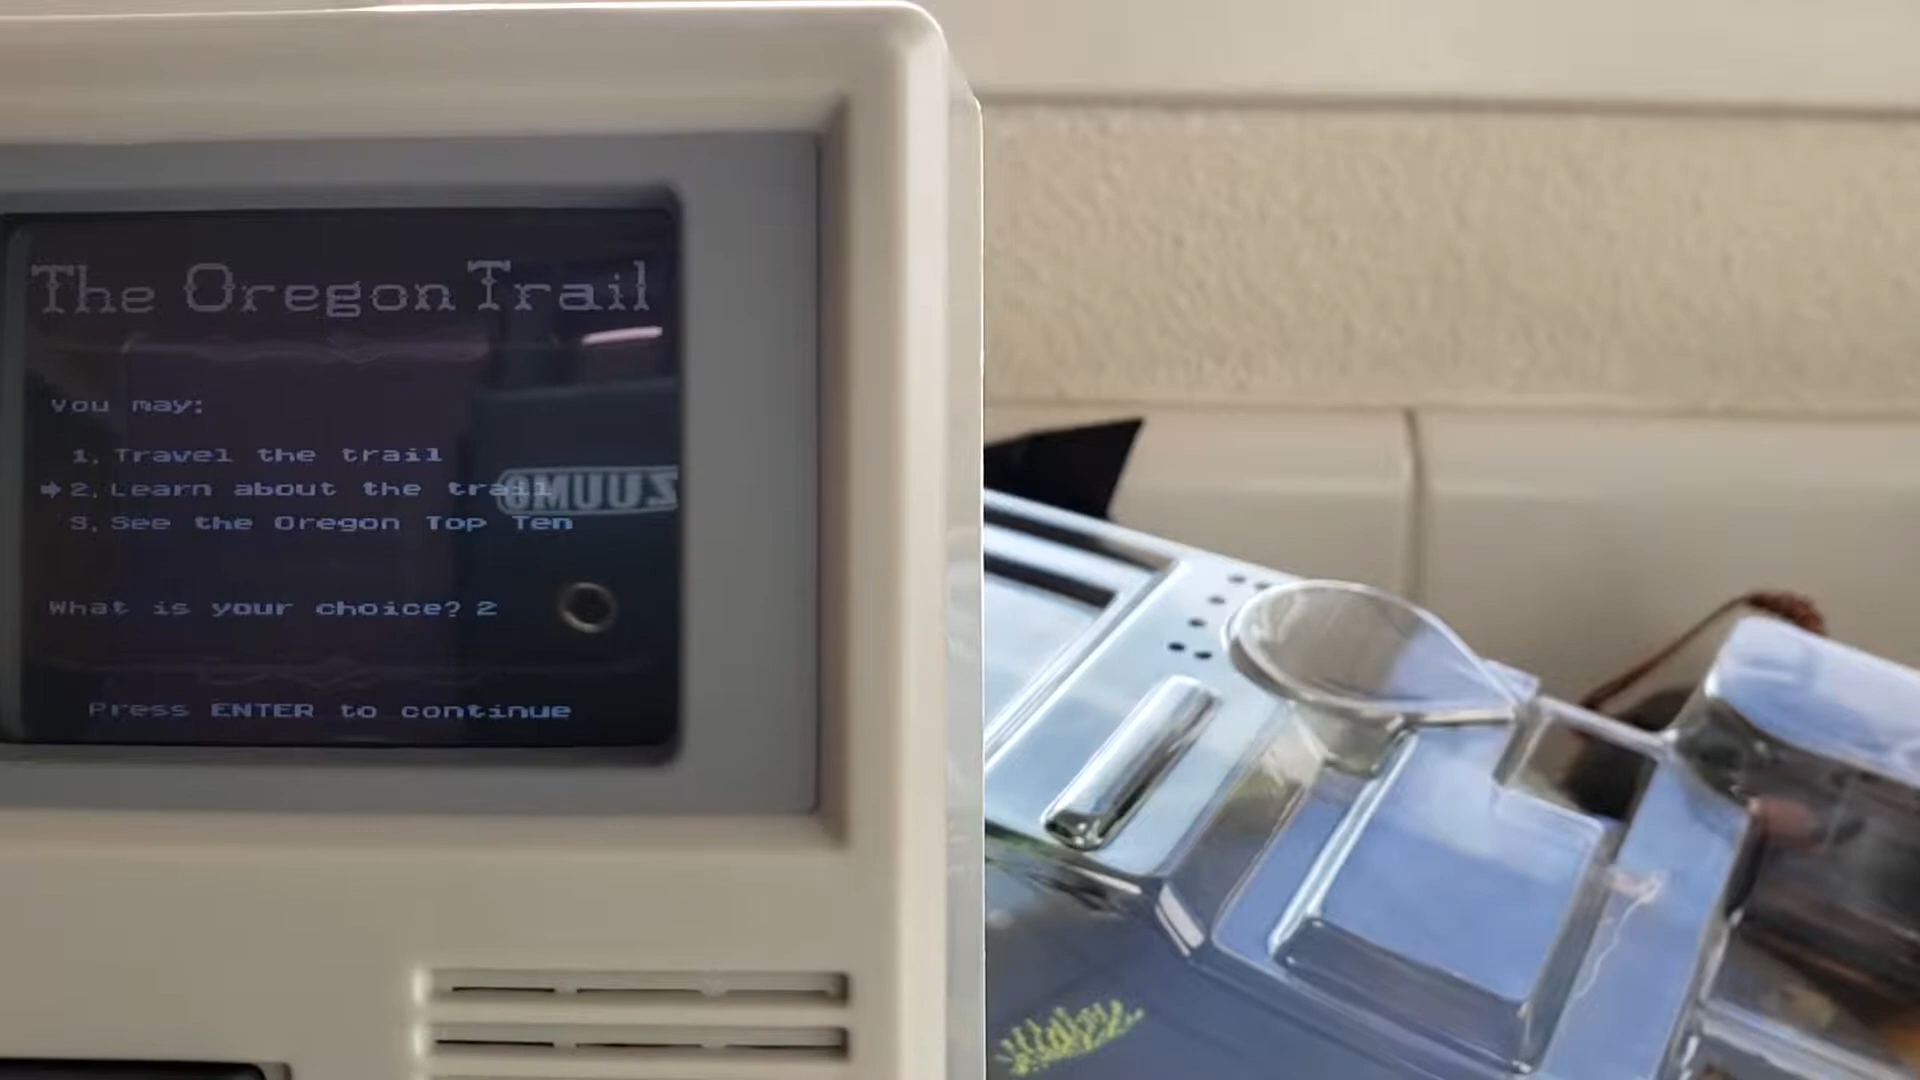 The Oregon Trail
You may:
1. Travel the trail
2. Learn about the trail
3. See the Oregon Top Ten
What is your choice? 2
Press ENTER to continue